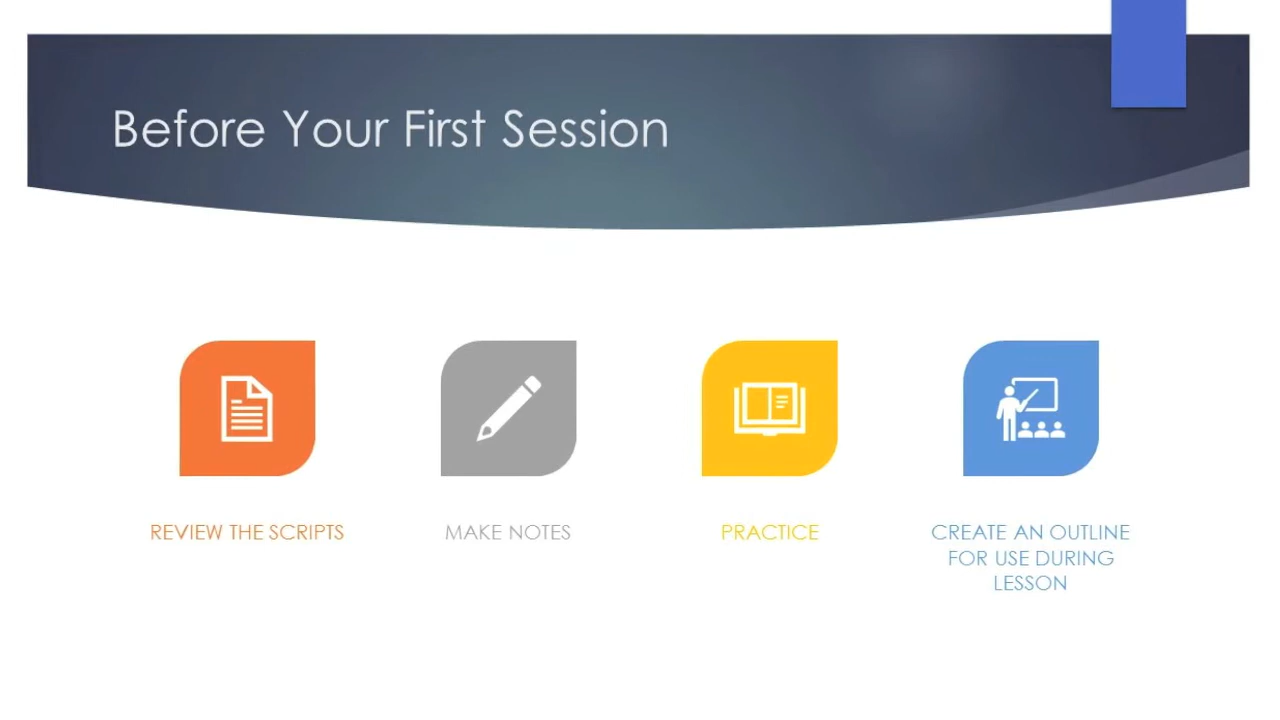 Before Your First Session
REVIEW THE SCRIPTS
MAKE NOTES
PRACTICE
CREATE AN OUTLINE
FOR USE DURING
LESSON